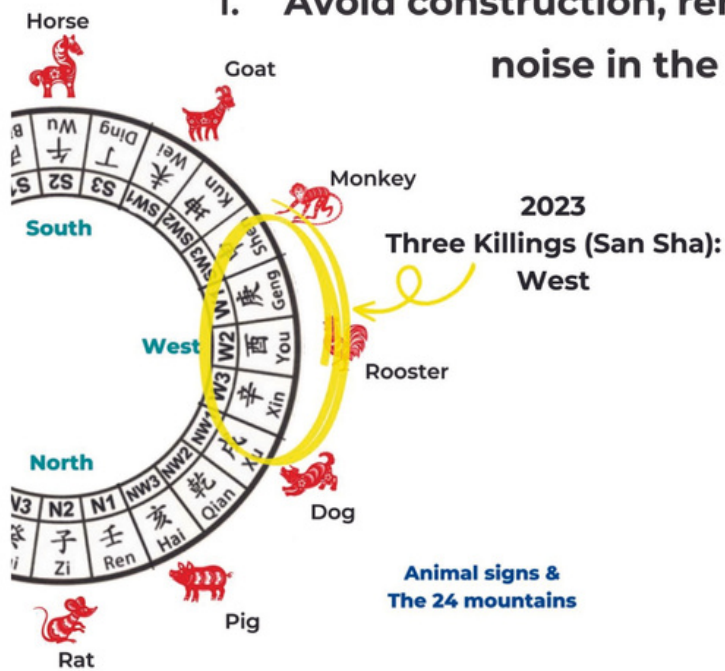 1. Avoid construction, re
noise in the
Horse
Goat
Monkey
2023
Three Killings (San Sha):
West
Rooster
Dog
Pig
Rat
Animal signs &
The 24 mountains
South
West
North
Wu
Ding
Wei
Kun
Geng
You
Xin
Xu
Qian
Hai
Ren
Zi
午
丁
未
坤
庚
酉
辛
乾
亥
壬
子
S2
S3
SW1
SW2
SW3
W2
W3
NW1
NW2
NW3
N1
N2